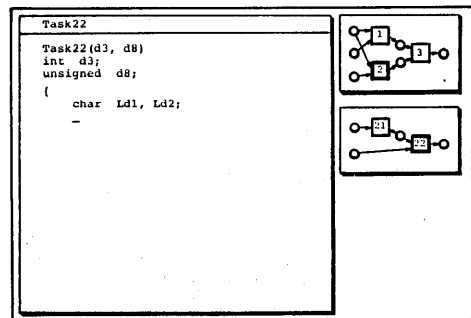 Task22
Task22(d3, d8)
int d3;
unsigned d8;
{
char Ld1, Ld2;
_
1
2
3
21
22